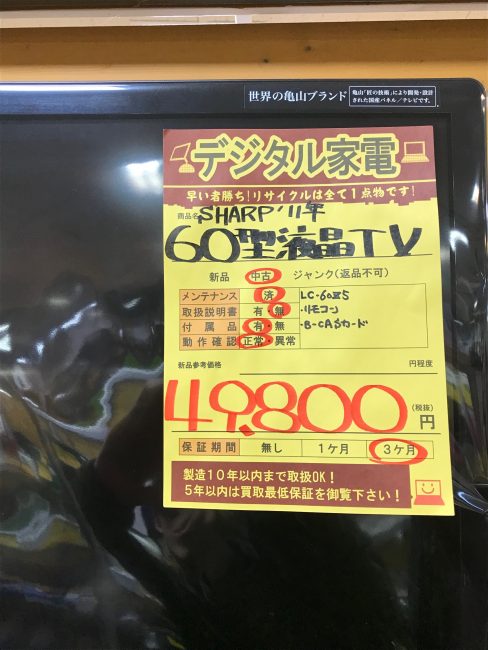 世界の亀山ブランド
亀山「匠の技術」により開発・設計
された国産パネル／テレビです。
デジタル家電
早い者勝ち!リサイクルは全て1点物です!
商品名 SHARP '11年
60型液晶TV
新品 中古 ジャンク(返品不可)
メンテナンス 済 LC-60Z5
取扱説明書 有・無 ・リモコン
付属品 有・無 ・B-CASカード
動作確認 正常・異常
新品参考価格 円程度
49,800 (税抜) 円
保証期間 無し 1ケ月 3ケ月
製造10年以内まで取扱OK!
5年以内は買取最低保証を御覧下さい!